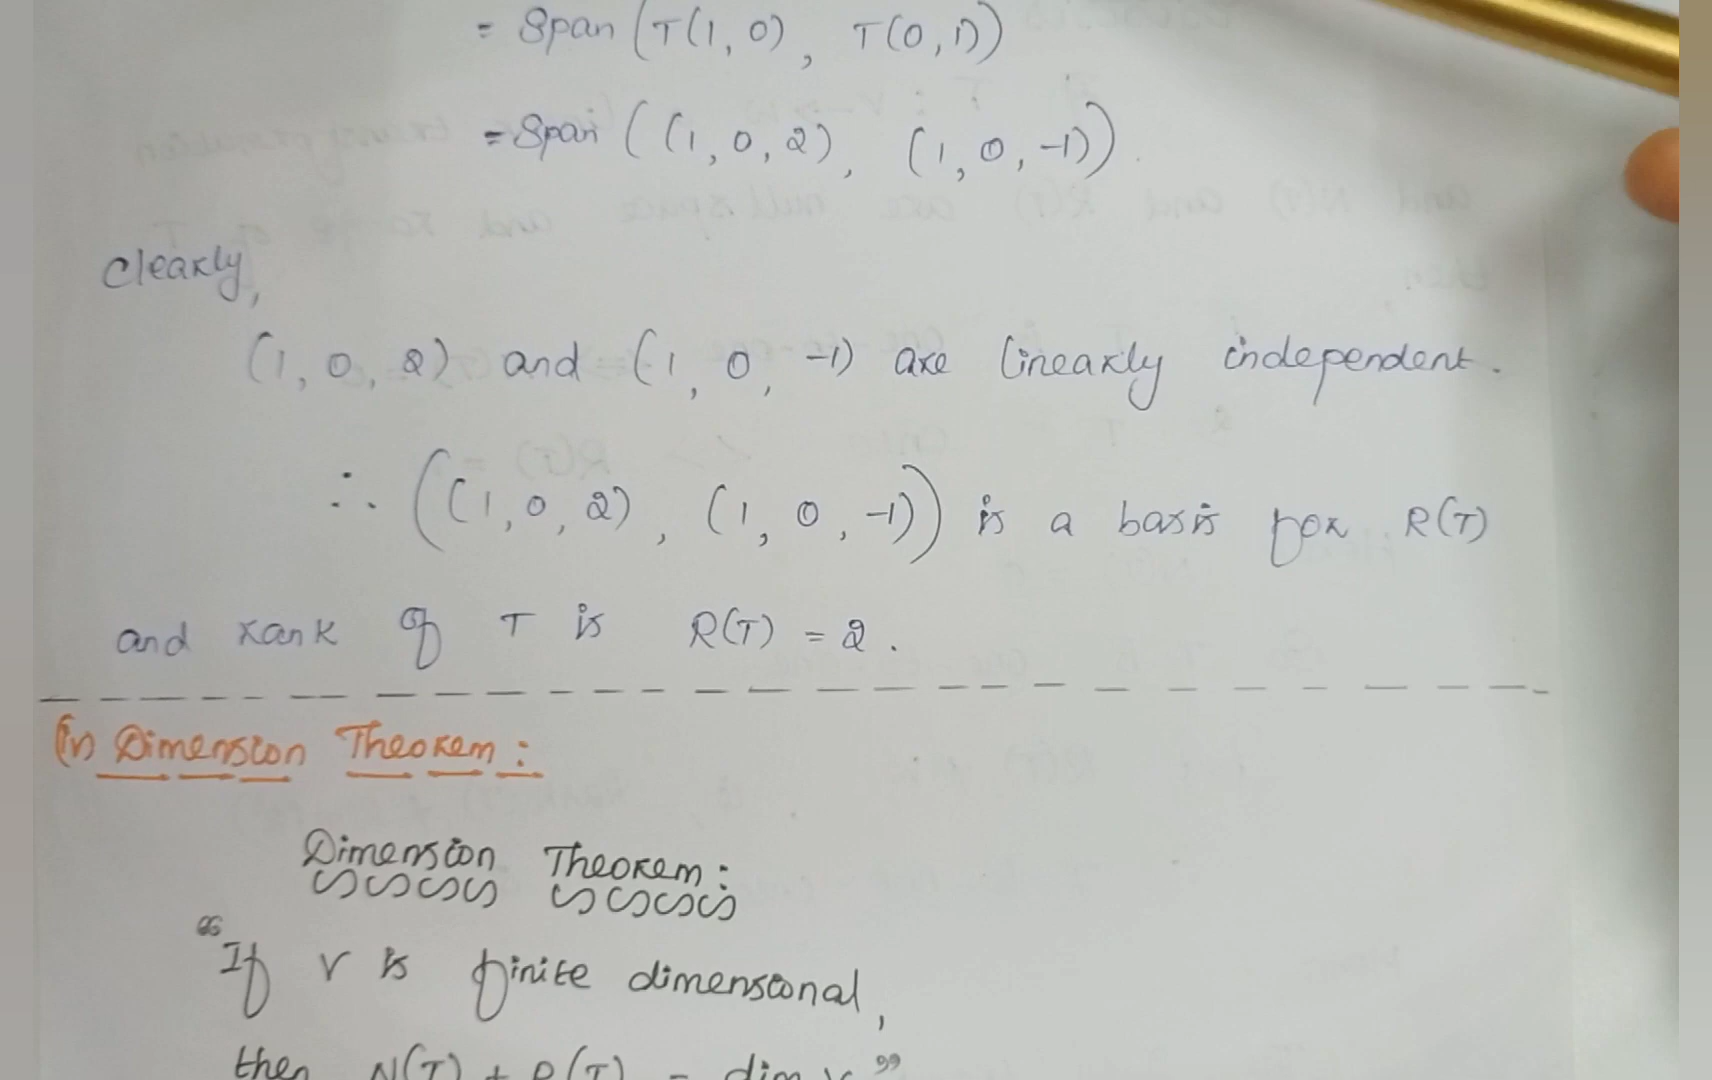 = Span (T(1, 0), T(0, 1))
= Span ((1, 0, 2), (1, 0, -1)).
Clearly,
(1, 0, 2) and (1, 0, -1) are linearly independent.
∴ ((1, 0, 2), (1, 0, -1)) is a basis for R(T)
and rank of T is R(T) = 2.
Dimension Theorem:
Dimension Theorem:
"If V is finite dimensional,
then N(T) + R(T) = dim V"